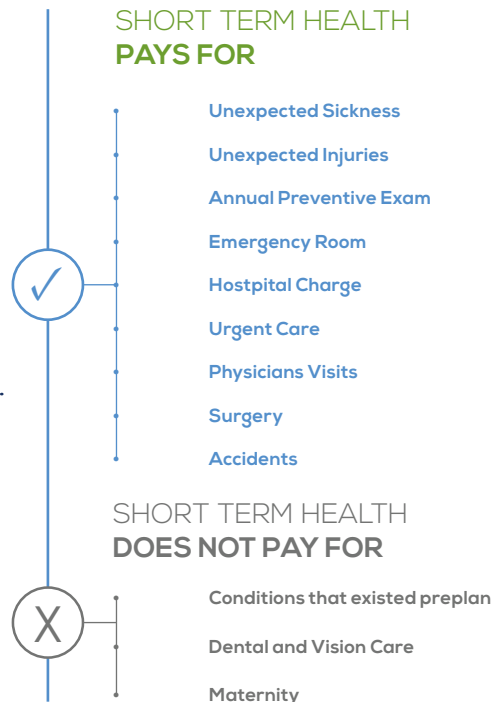 SHORT TERM HEALTH
PAYS FOR
Unexpected Sickness
Unexpected Injuries
Annual Preventive Exam
Emergency Room
Hostpital Charge
Urgent Care
Physicians Visits
Surgery
Accidents
SHORT TERM HEALTH
DOES NOT PAY FOR
X
Conditions that existed preplan
Dental and Vision Care
Maternity